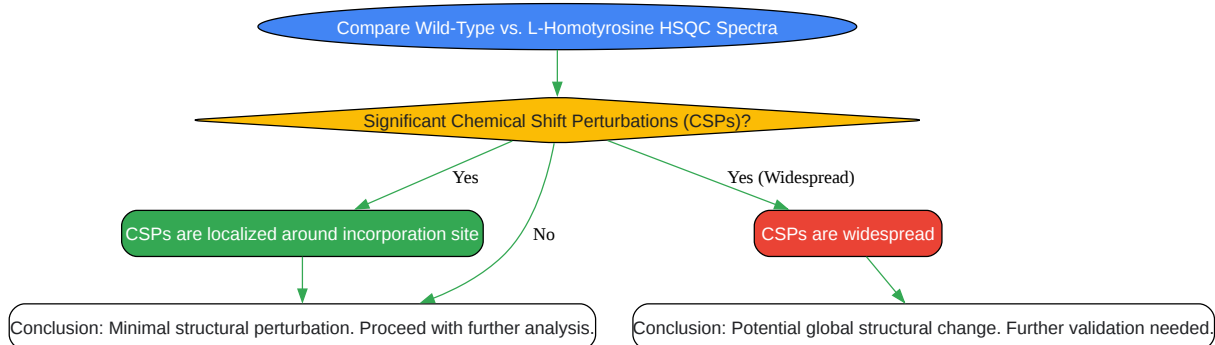 Compare Wild-Type vs. L-Homotyrosine HSQC Spectra
Significant Chemical Shift Perturbations (CSPs)?
Yes
Yes (Widespread)
CSPs are localized around incorporation site
No
CSPs are widespread
Conclusion: Minimal structural perturbation. Proceed with further analysis.
Conclusion: Potential global structural change. Further validation needed.